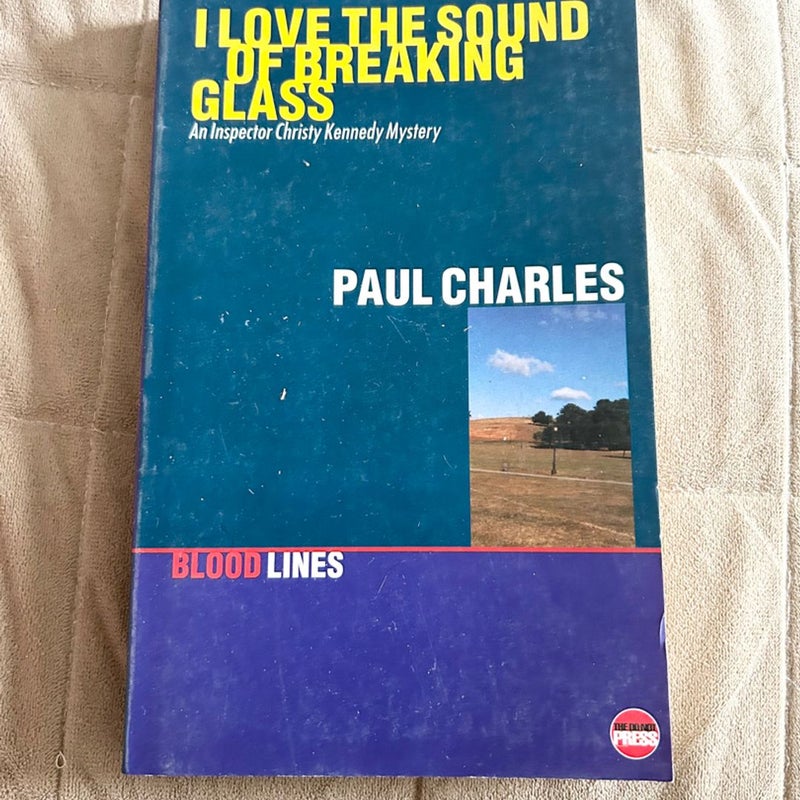 I LOVE THE SOUND
OF BREAKING
GLASS
An Inspector Christy Kennedy Mystery
PAUL CHARLES
BLOOD LINES
THE DO-NOT
PRESS